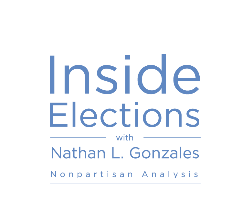 Inside
Elections
with
Nathan L. Gonzales
Nonpartisan Analysis